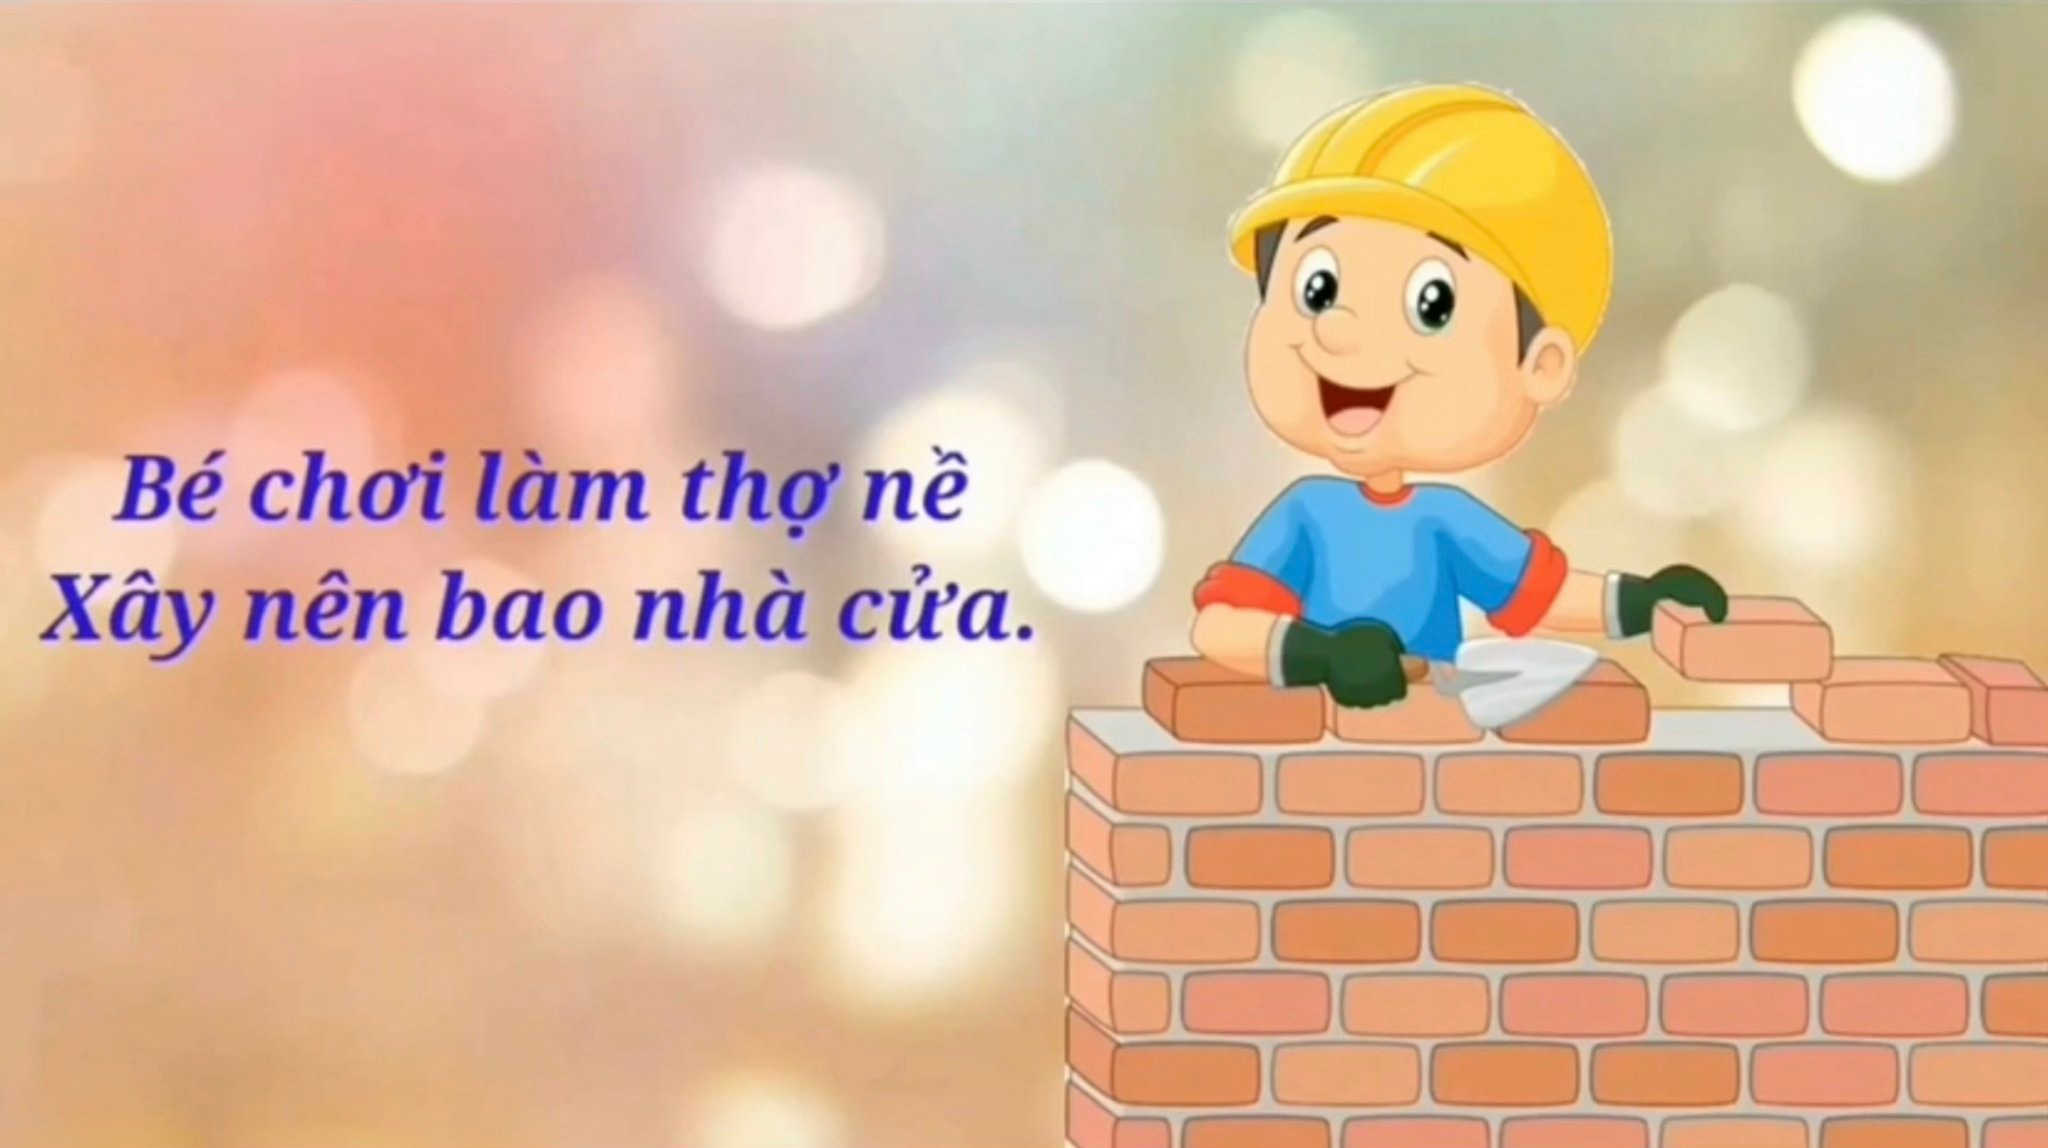 Bé chơi làm thợ nề
Xây nên bao nhà cửa.